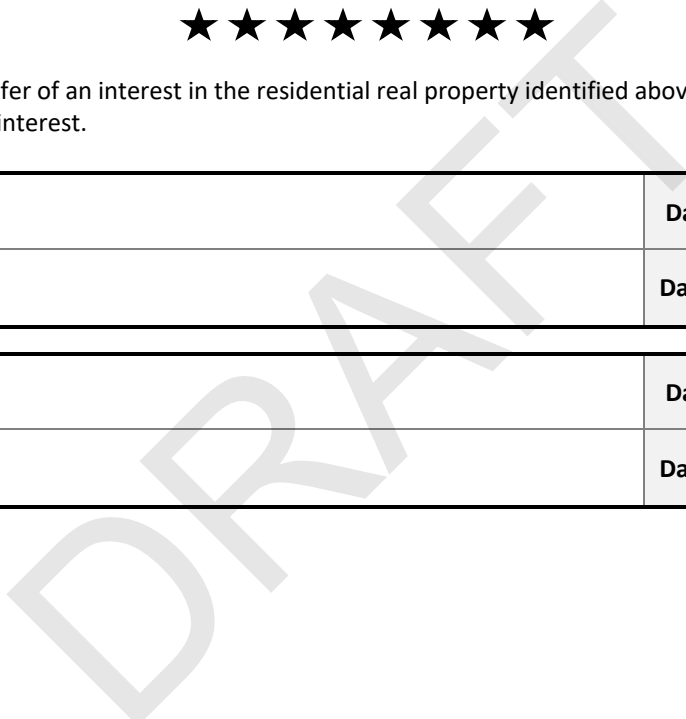 ★★★★★★★★
fer of an interest in the residential real property identified abov
interest.
Da
Da
Da
Da
DRAFT